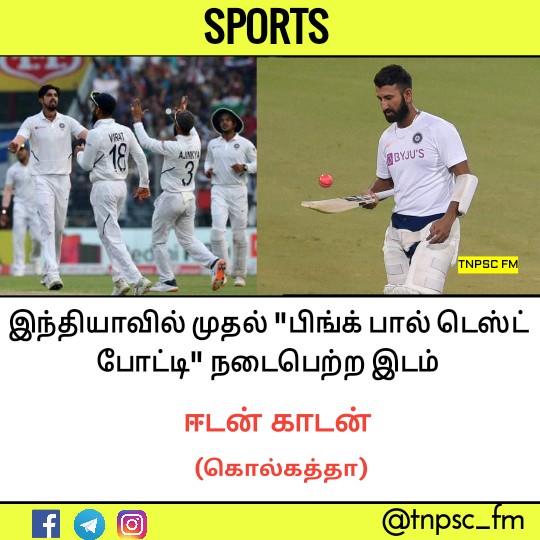 SPORTS
VIRAT
18
AJINKYA
3
BYJU'S
TNPSC FM
இந்தியாவில் முதல் "பிங்க் பால் டெஸ்ட்
போட்டி" நடைபெற்ற இடம்
ஈடன் காடன்
(கொல்கத்தா)
@tnpsc_fm